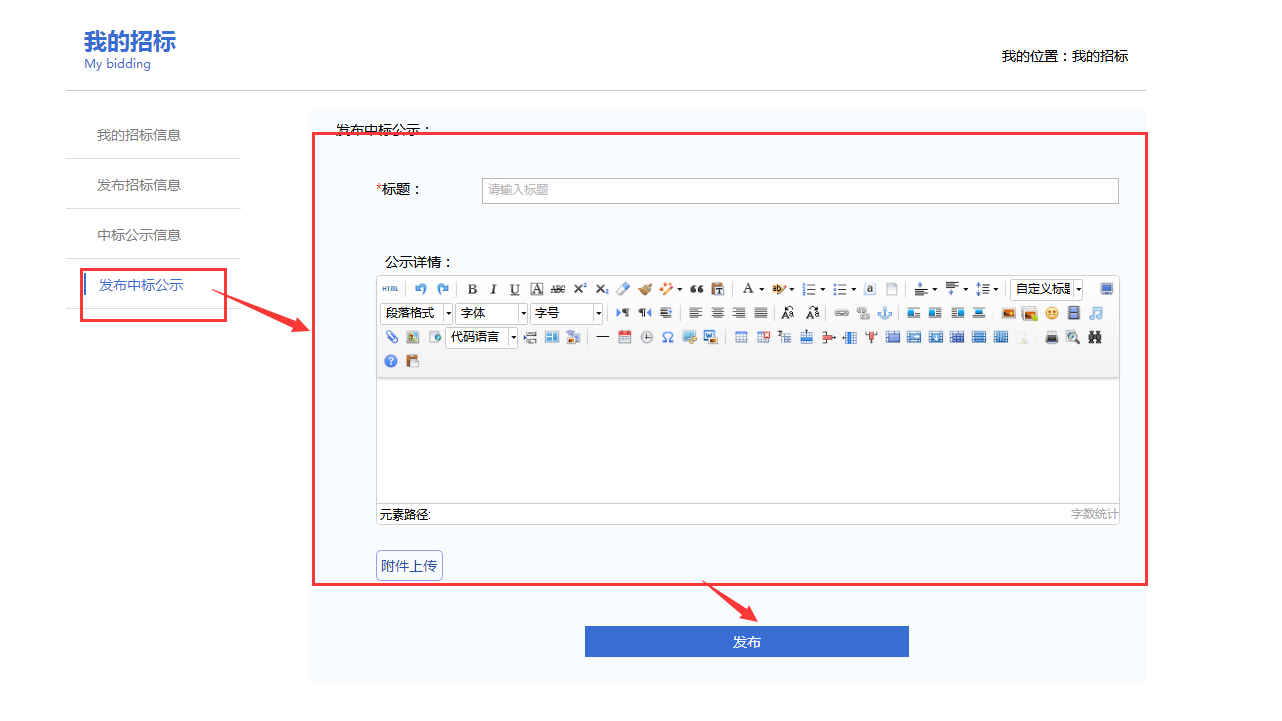 我的招标
My bidding
我的位置：我的招标
我的招标信息
发布招标信息
中标公示信息
发布中标公示
发布中标公示：
*标题：
请输入标题
公示详情：
HTML B I U A ABC X² X₂ A ab a 自定义标题
段落格式 字体 字号
代码语言 Ω
元素路径:
字数统计
附件上传
发布